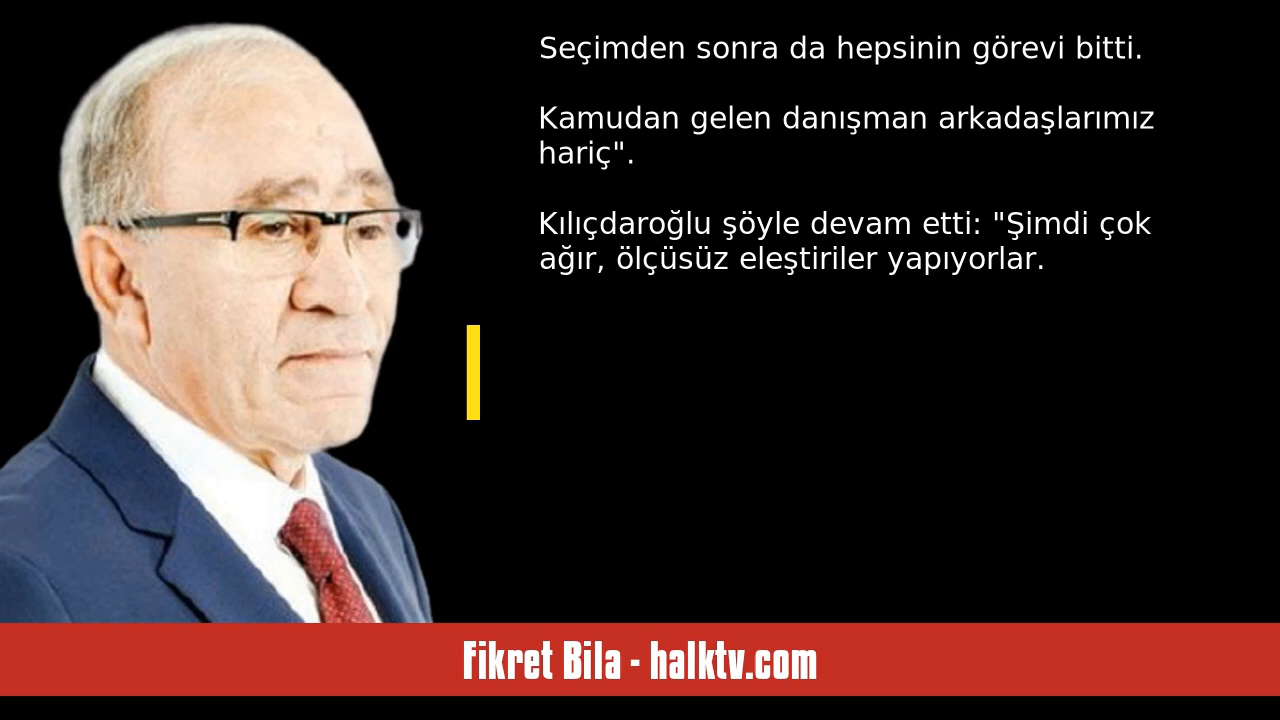 Seçimden sonra da hepsinin görevi bitti.
Kamudan gelen danışman arkadaşlarımız
hariç".
Kılıçdaroğlu şöyle devam etti: "Şimdi çok
ağır, ölçüsüz eleştiriler yapıyorlar.
Fikret Bila - halktv.com